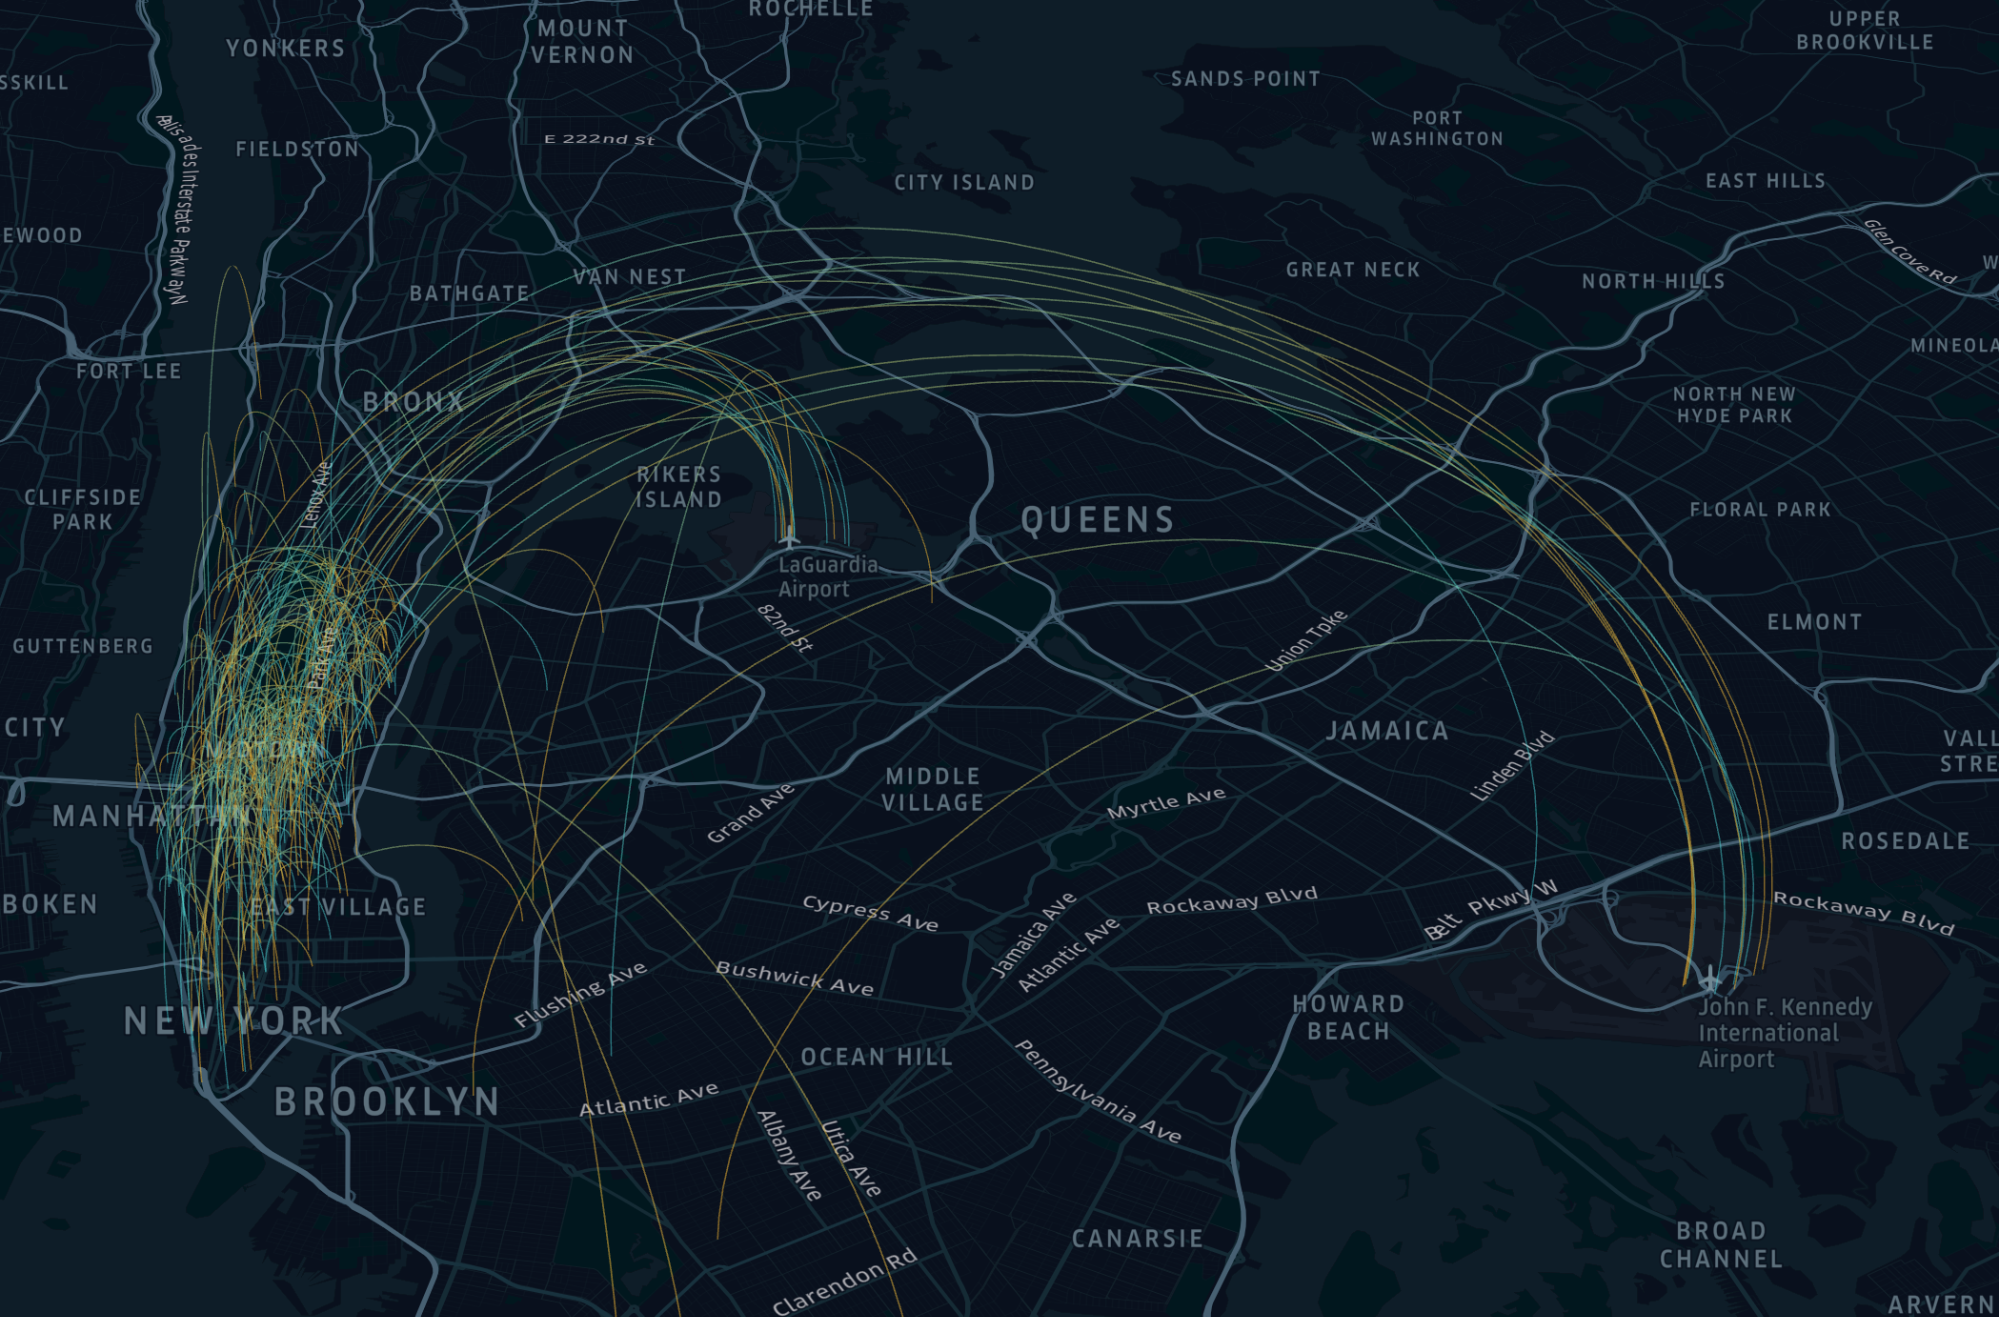 ROCHELLE
UPPER
BROOKVILLE
MOUNT
VERNON
YONKERS
SSKILL
SANDS POINT
PORT
WASHINGTON
E 222nd St
FIELDSTON
Palisades Interstate Parkway N
CITY ISLAND
EAST HILLS
EWOOD
Glen Cove Rd
W
GREAT NECK
VAN NEST
NORTH HILLS
BATHGATE
MINEOLA
FORT LEE
BRONX
NORTH NEW
HYDE PARK
RIKERS
ISLAND
CLIFFSIDE
PARK
Lenox Ave
QUEENS
FLORAL PARK
LaGuardia
Airport
82nd St
Union Tpke
ELMONT
GUTTENBERG
Park Ave
CITY
MIDTOWN
JAMAICA
VALL
STRE
Linden Blvd
MIDDLE
VILLAGE
Grand Ave
Myrtle Ave
MANHATTAN
ROSEDALE
BOKEN
EAST VILLAGE
Cypress Ave
Jamaica Ave
Rockaway Blvd
Belt Pkwy W
Rockaway Blvd
Atlantic Ave
Flushing Ave
Bushwick Ave
NEW YORK
HOWARD
BEACH
John F. Kennedy
International
Airport
OCEAN HILL
Pennsylvania Ave
BROOKLYN
Atlantic Ave
Albany Ave
Utica Ave
CANARSIE
BROAD
CHANNEL
Clarendon Rd
ARVERN